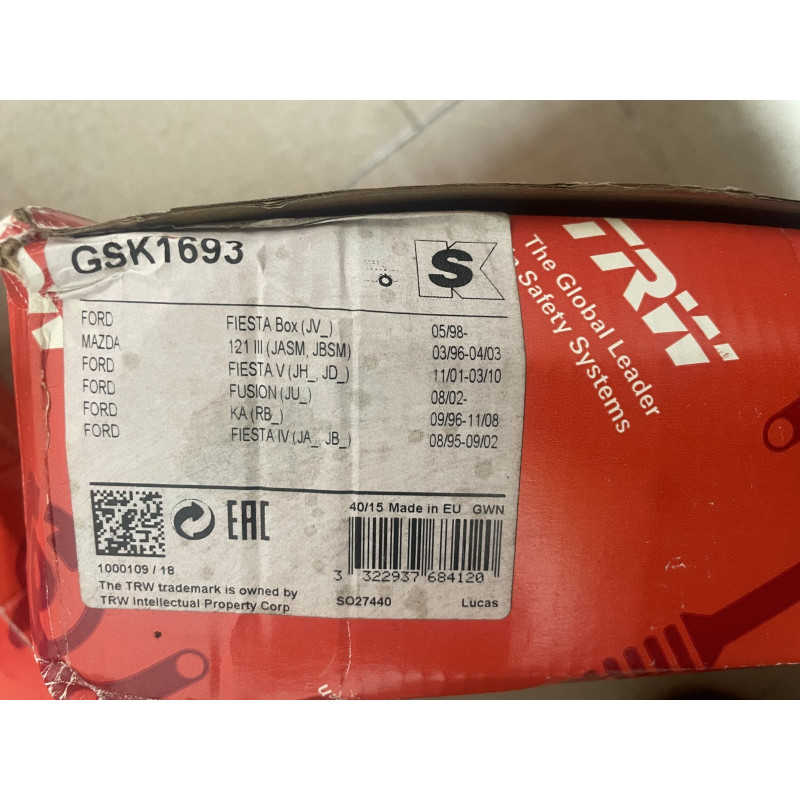 GSK1693
S
FORD FIESTA Box (JV_) 05/98-
MAZDA 121 III (JASM, JBSM) 03/96-04/03
FORD FIESTA V (JH_, JD_) 11/01-03/10
FORD FUSION (JU_) 08/02-
FORD KA (RB_) 09/96-11/08
FORD FIESTA IV (JA_, JB_) 08/95-09/02
40/15 Made in EU GWN
EAC
3 322937 684120
1000109 / 18
The TRW trademark is owned by
TRW Intellectual Property Corp
SO27440 Lucas
TRW
The Global Leader
in Safety Systems